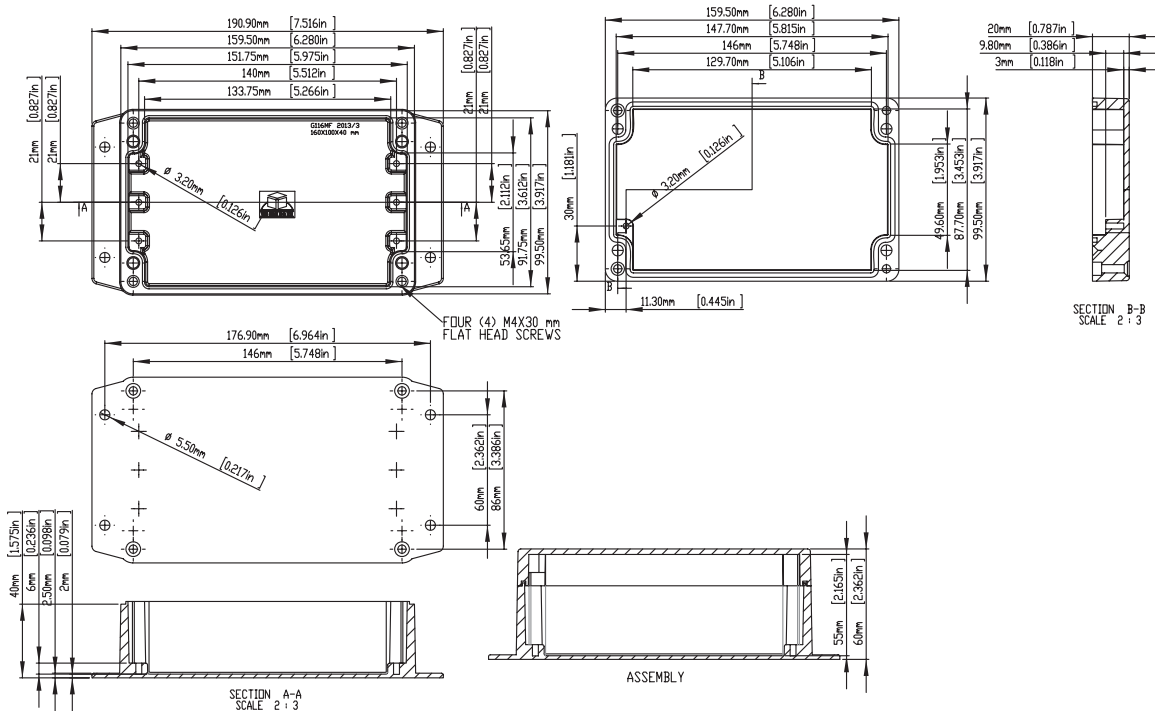 190.90mm [7.516in]
159.50mm [6.280in]
151.75mm [5.975in]
140mm [5.512in]
133.75mm [5.266in]
21mm [0.827in]
21mm [0.827in]
21mm [0.827in]
21mm [0.827in]
G116MF 2013/3
160X100X40 mm
ø 3.20mm [0.126in]
A
A
53.65mm [2.112in]
91.75mm [3.612in]
99.50mm [3.917in]
FOUR (4) M4X30 mm
FLAT HEAD SCREWS
159.50mm [6.280in]
147.70mm [5.815in]
146mm [5.748in]
129.70mm [5.106in]
B
ø 3.20mm [0.126in]
30mm [1.181in]
B
11.30mm [0.445in]
49.60mm [1.953in]
87.70mm [3.453in]
99.50mm [3.917in]
20mm [0.787in]
9.80mm [0.386in]
3mm [0.118in]
SECTION B-B
SCALE 2 : 3
176.90mm [6.964in]
146mm [5.748in]
ø 5.50mm [0.217in]
60mm [2.362in]
86mm [3.386in]
40mm [1.575in]
6mm [0.236in]
2.50mm [0.098in]
2mm [0.079in]
SECTION A-A
SCALE 2 : 3
55mm [2.165in]
60mm [2.362in]
ASSEMBLY